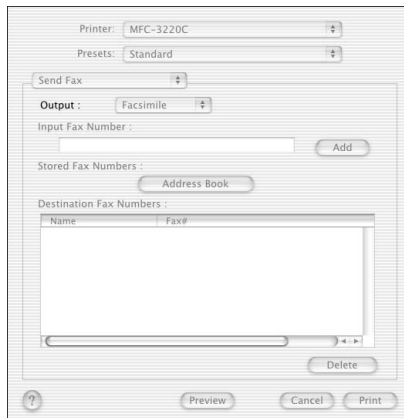 Printer: MFC-3220C
Presets: Standard
Send Fax
Output : Facsimile
Input Fax Number :
Add
Stored Fax Numbers :
Address Book
Destination Fax Numbers :
Name Fax#
Delete
? Preview Cancel Print